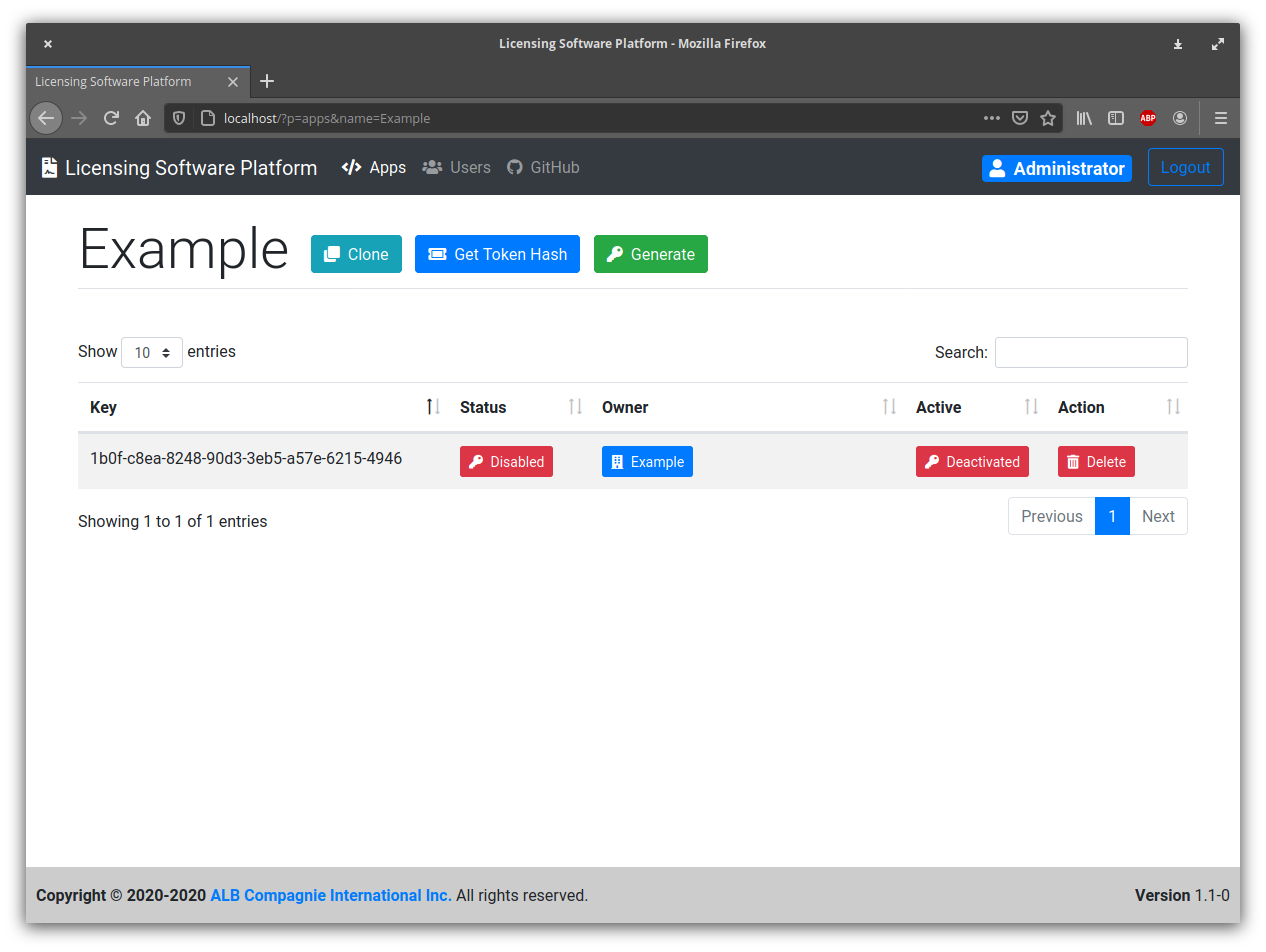 Licensing Software Platform - Mozilla Firefox
Licensing Software Platform
localhost/?p=apps&name=Example
ABP
Licensing Software Platform Apps Users GitHub Administrator Logout
Example Clone Get Token Hash Generate
Show 10 entries Search:
Key Status Owner Active Action
1b0f-c8ea-8248-90d3-3eb5-a57e-6215-4946 Disabled Example Deactivated Delete
Showing 1 to 1 of 1 entries Previous 1 Next
Copyright © 2020-2020 ALB Compagnie International Inc. All rights reserved. Version 1.1-0